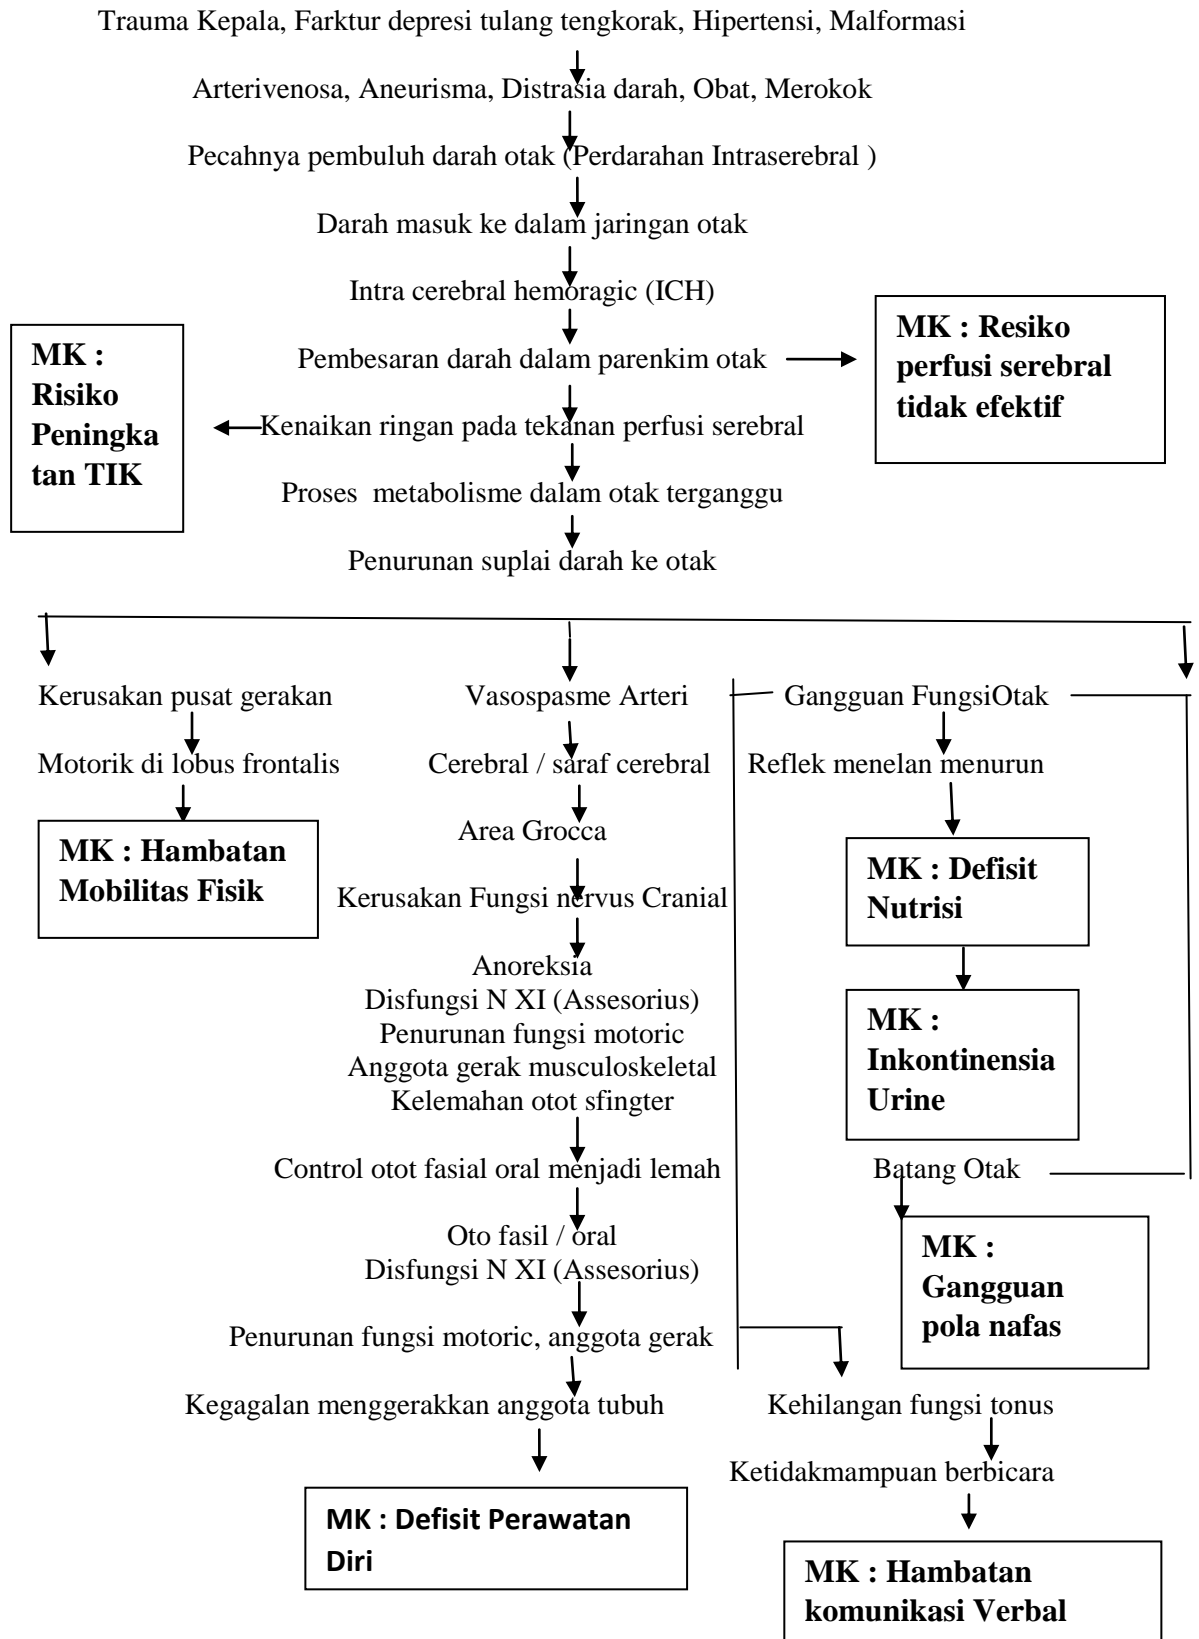 Trauma Kepala, Farktur depresi tulang tengkorak, Hipertensi, Malformasi
Arterivenosa, Aneurisma, Distrasia darah, Obat, Merokok
Pecahnya pembuluh darah otak (Perdarahan Intraserebral )
Darah masuk ke dalam jaringan otak
Intra cerebral hemoragic (ICH)
MK : Resiko
perfusi serebral
tidak efektif
MK :
Risiko
Peningka
tan TIK
Pembesaran darah dalam parenkim otak
Kenaikan ringan pada tekanan perfusi serebral
Proses  metabolisme dalam otak terganggu
Penurunan suplai darah ke otak
Kerusakan pusat gerakan
Motorik di lobus frontalis
MK : Hambatan
Mobilitas Fisik
Vasospasme Arteri
Cerebral / saraf cerebral
Area Grocca
Kerusakan Fungsi nervus Cranial
Anoreksia
Disfungsi N XI (Assesorius)
Penurunan fungsi motoric
Anggota gerak musculoskeletal
Kelemahan otot sfingter
Control otot fasial oral menjadi lemah
Oto fasil / oral
Disfungsi N XI (Assesorius)
Penurunan fungsi motoric, anggota gerak
Kegagalan menggerakkan anggota tubuh
MK : Defisit Perawatan
Diri
Gangguan FungsiOtak
Reflek menelan menurun
MK : Defisit
Nutrisi
MK :
Inkontinensia
Urine
Batang Otak
MK :
Gangguan
pola nafas
Kehilangan fungsi tonus
Ketidakmampuan berbicara
MK : Hambatan
komunikasi Verbal